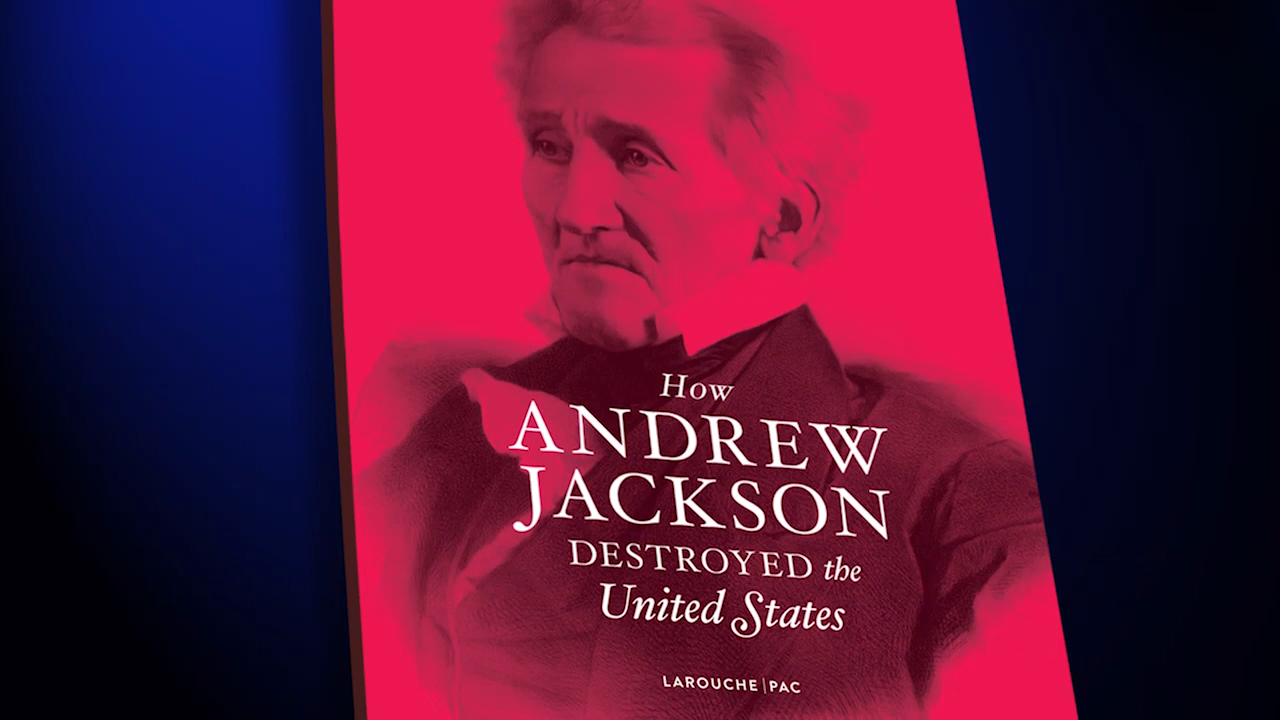 How
ANDREW
JACKSON
DESTROYED the
United States
LAROUCHE|PAC